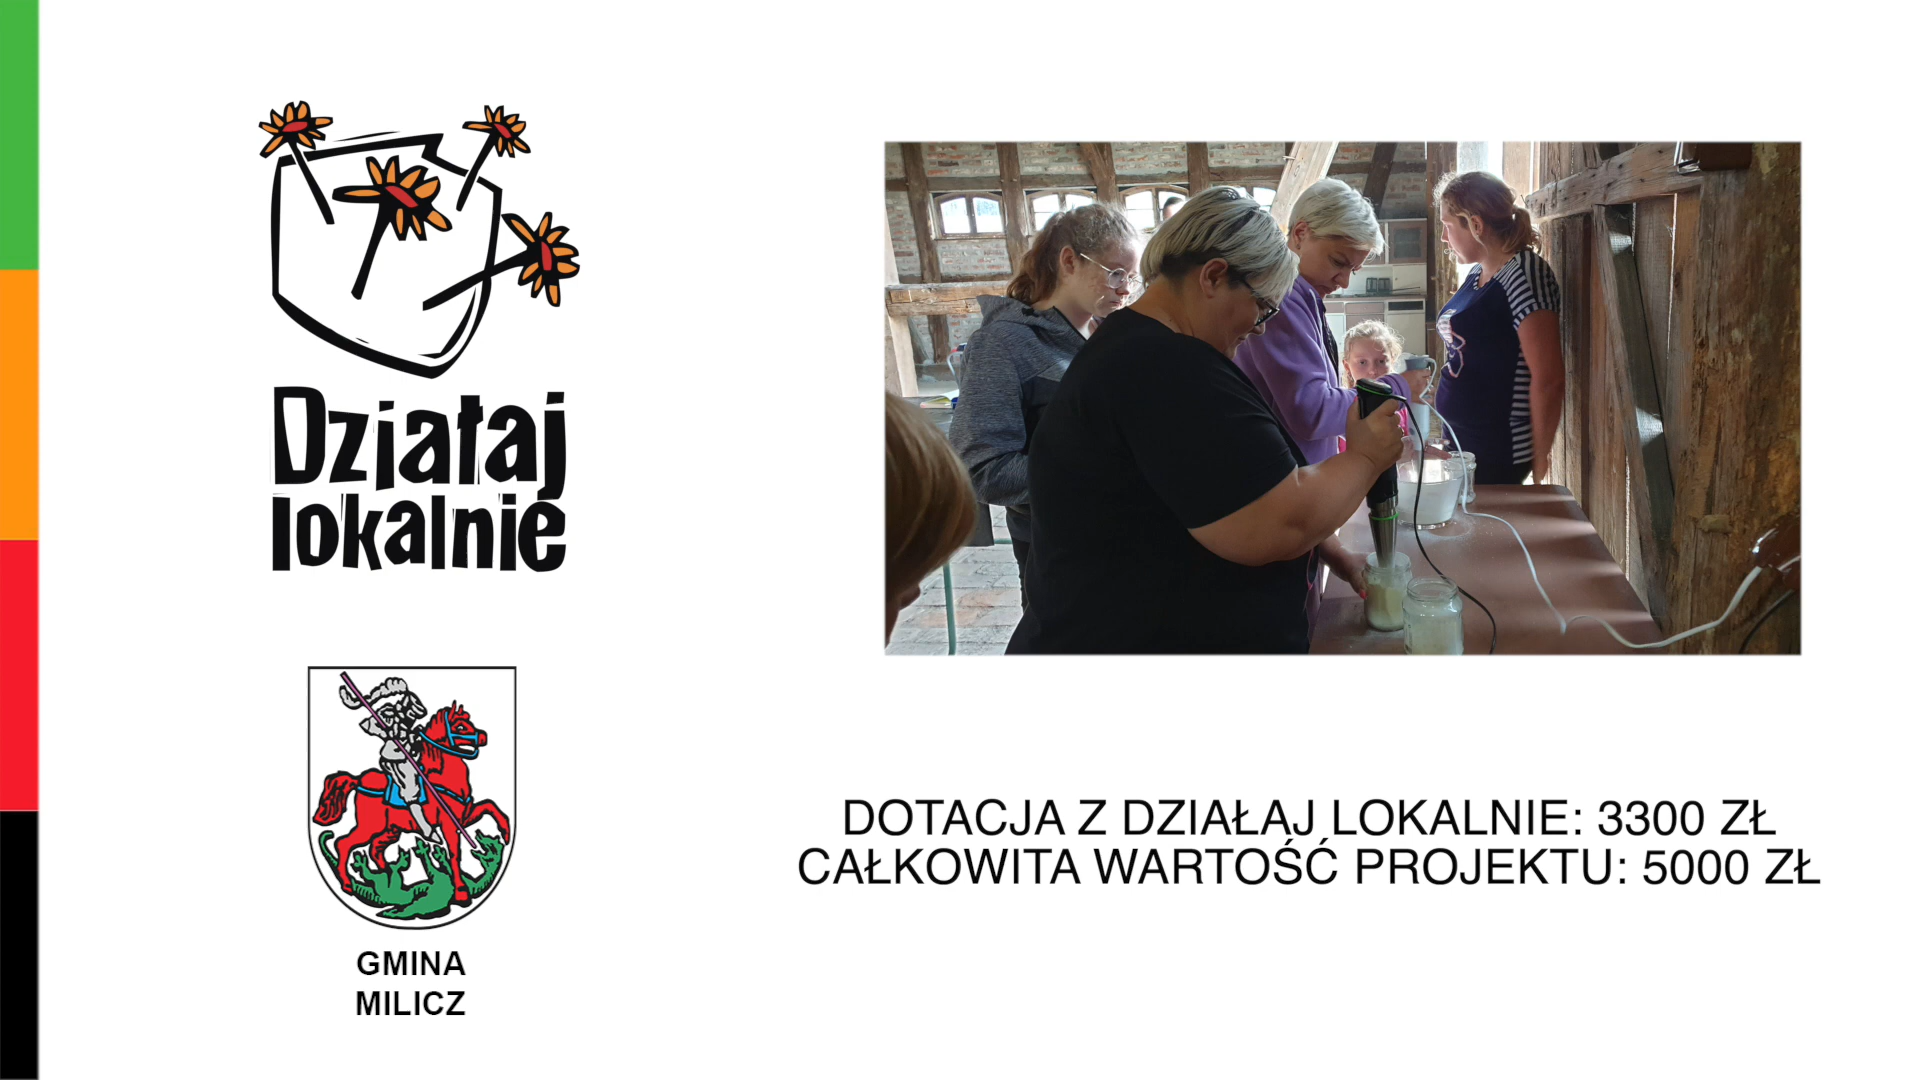 Działaj
lokalnie
GMINA
MILICZ
DOTACJA Z DZIAŁAJ LOKALNIE: 3300 ZŁ
CAŁKOWITA WARTOŚĆ PROJEKTU: 5000 ZŁ